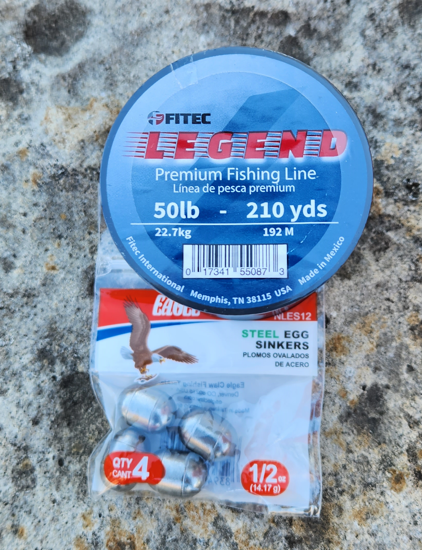 FITEC
LEGEND
Premium Fishing Line
Línea de pesca premium
50lb - 210 yds
22.7kg 192 M
0 17341 55087 3
Fitec International Memphis, TN 38115 USA Made in Mexico
EAGLE
NLES12
STEEL EGG
SINKERS
PLOMOS OVALADOS
DE ACERO
QTY
CANT 4
1/2 oz
(14.17 g)